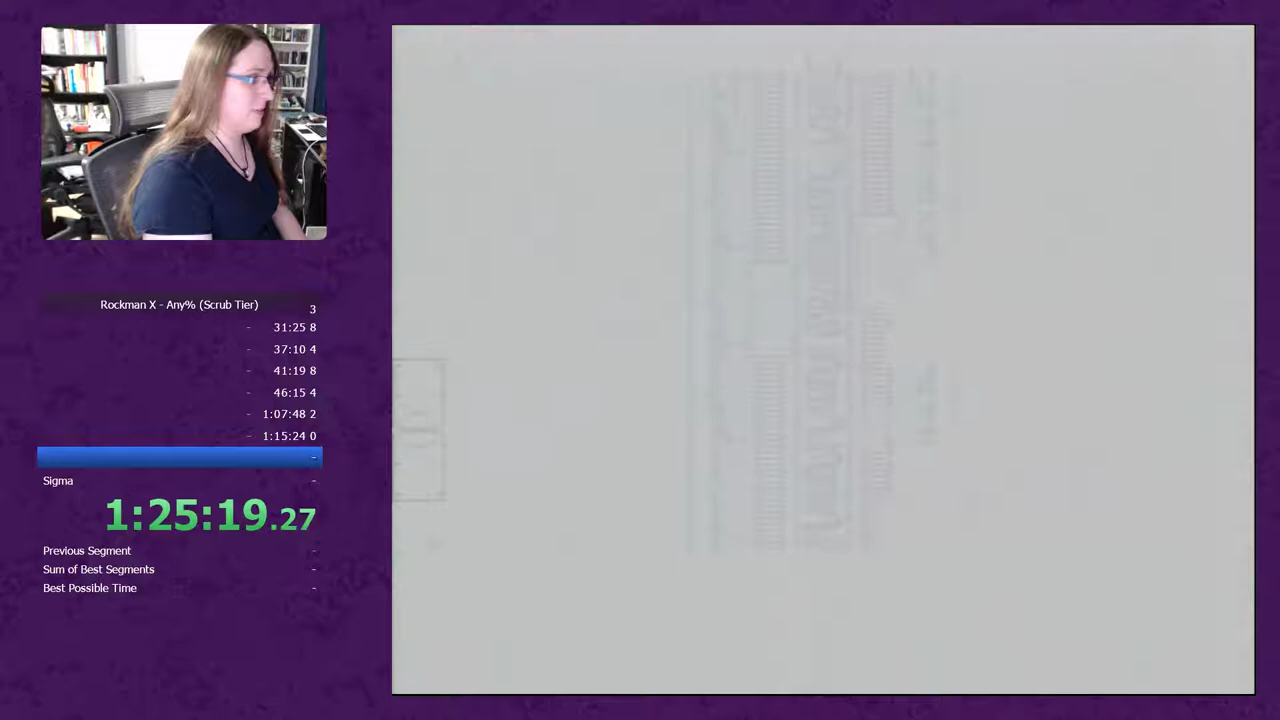 Rockman X - Any% (Scrub Tier)
3
- 31:25 8
- 37:10 4
- 41:19 8
- 46:15 4
- 1:07:48 2
- 1:15:24 0
-
Sigma -
1:25:19.27
Previous Segment -
Sum of Best Segments -
Best Possible Time -